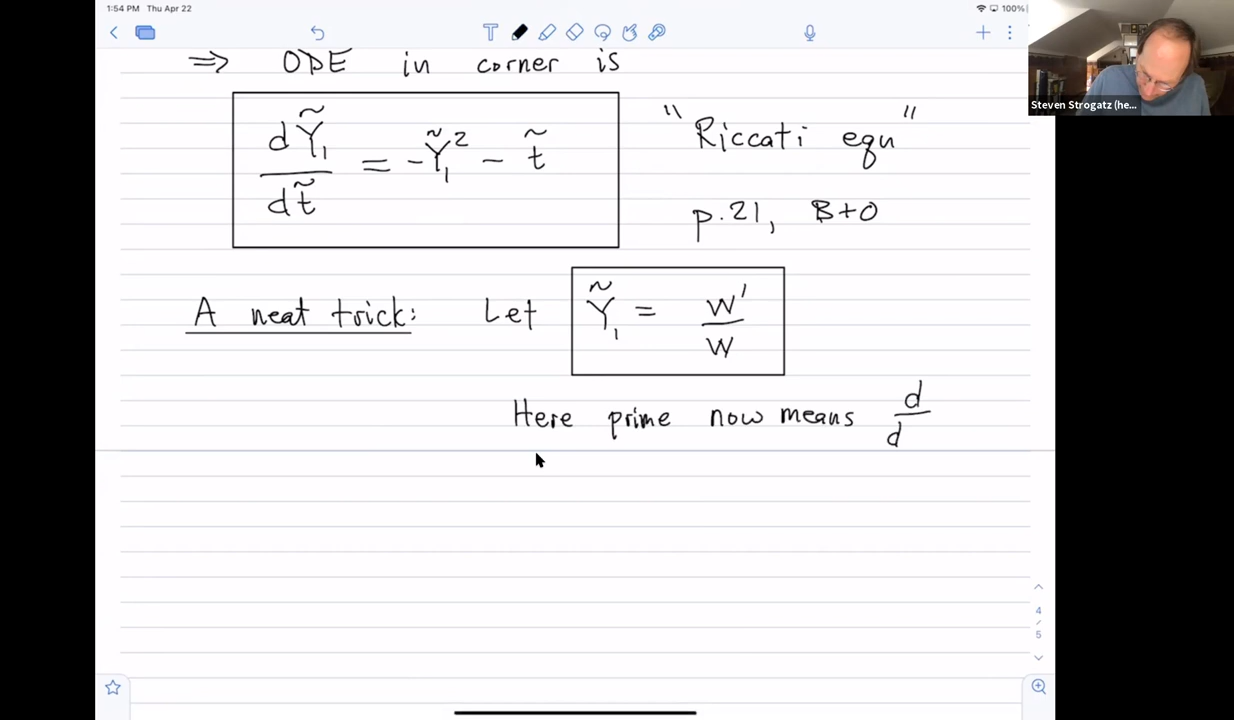 1:54 PM Thu Apr 22
100%
T
⇒ ODE in corner is
dỸ₁/dt̃ = -Ỹ₁² - t̃
"Riccati equ"
p.21, B+O
A neat trick: Let Ỹ₁ = w'/w
Here prime now means d/d
4
/
5
Steven Strogatz (he...